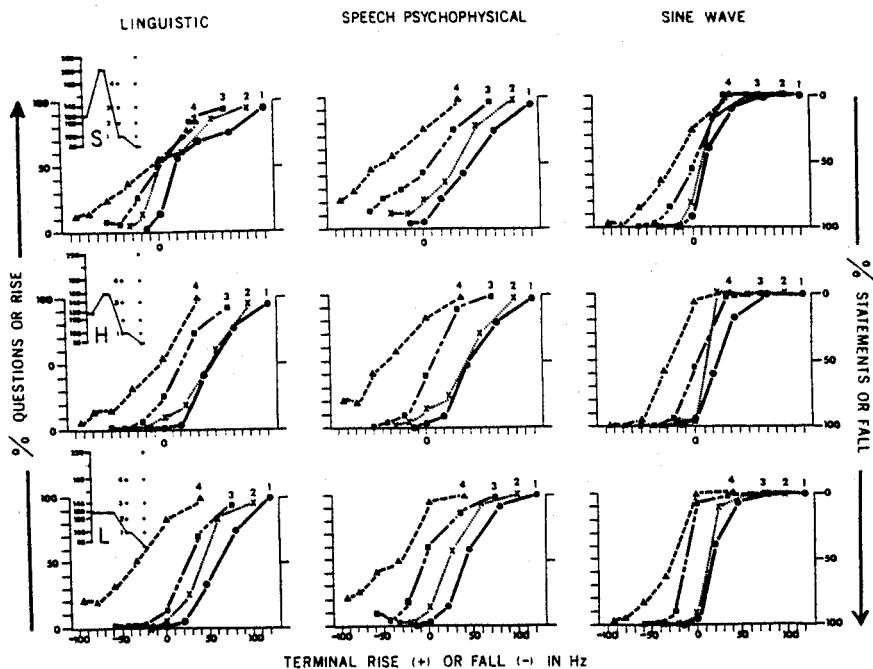 LINGUISTIC
SPEECH PSYCHOPHYSICAL
SINE WAVE
% QUESTIONS OR RISE
% STATEMENTS OR FALL
S
4 3 2 1
100
50
0
0
4 3 2 1
0
4 3 2 1
0
50
100
0
H
4 3 2 1
100
0
0
4 3 2 1
0
4 3 2 1
0
50
100
0
L
4 3 2 1
100
50
0
-100 -50 0 50 100
4 3 2 1
-100 -50 0 50 100
4 3 2 1
0
50
100
-100 -50 0 50 100
TERMINAL RISE (+) OR FALL (-) IN Hz